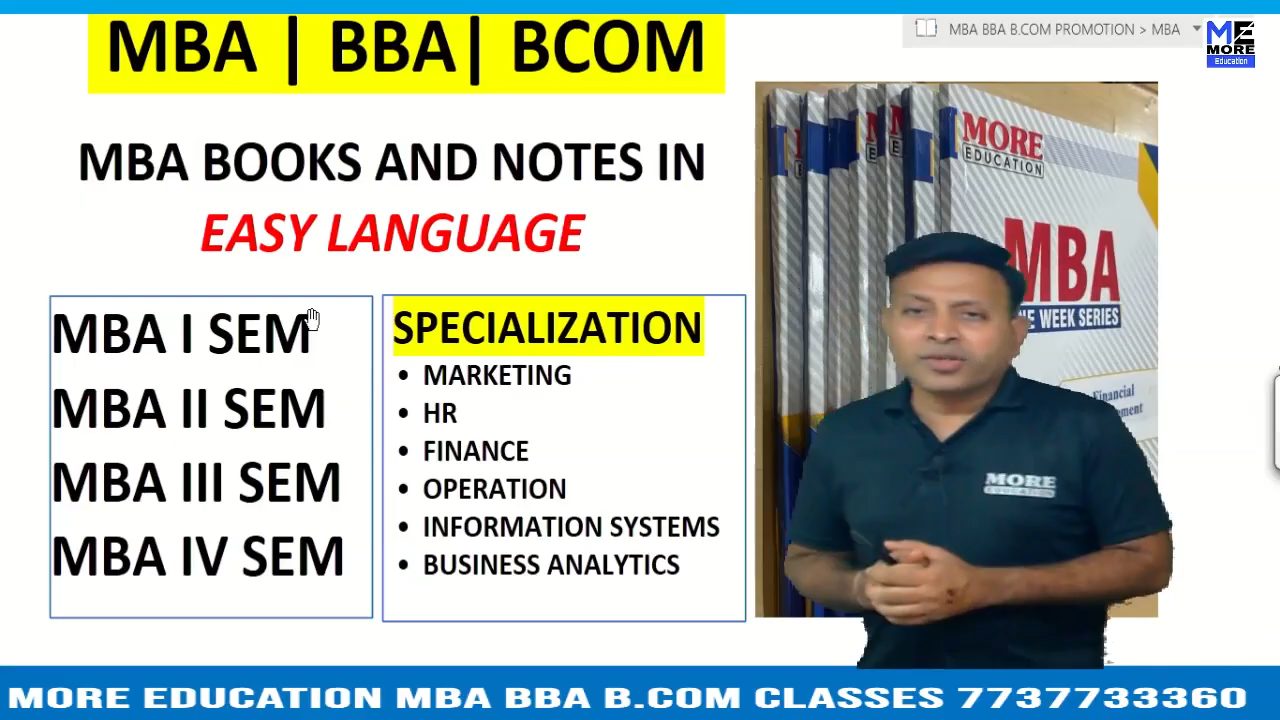 MBA | BBA| BCOM
MBA BBA B.COM PROMOTION > MBA
ME
MORE
Education
MBA BOOKS AND NOTES IN
EASY LANGUAGE
MBA I SEM
MBA II SEM
MBA III SEM
MBA IV SEM
SPECIALIZATION
• MARKETING
• HR
• FINANCE
• OPERATION
• INFORMATION SYSTEMS
• BUSINESS ANALYTICS
MORE
EDUCATION
MBA
WEEK SERIES
Financial
MORE
EDUCATION
MORE EDUCATION MBA BBA B.COM CLASSES 7737733360